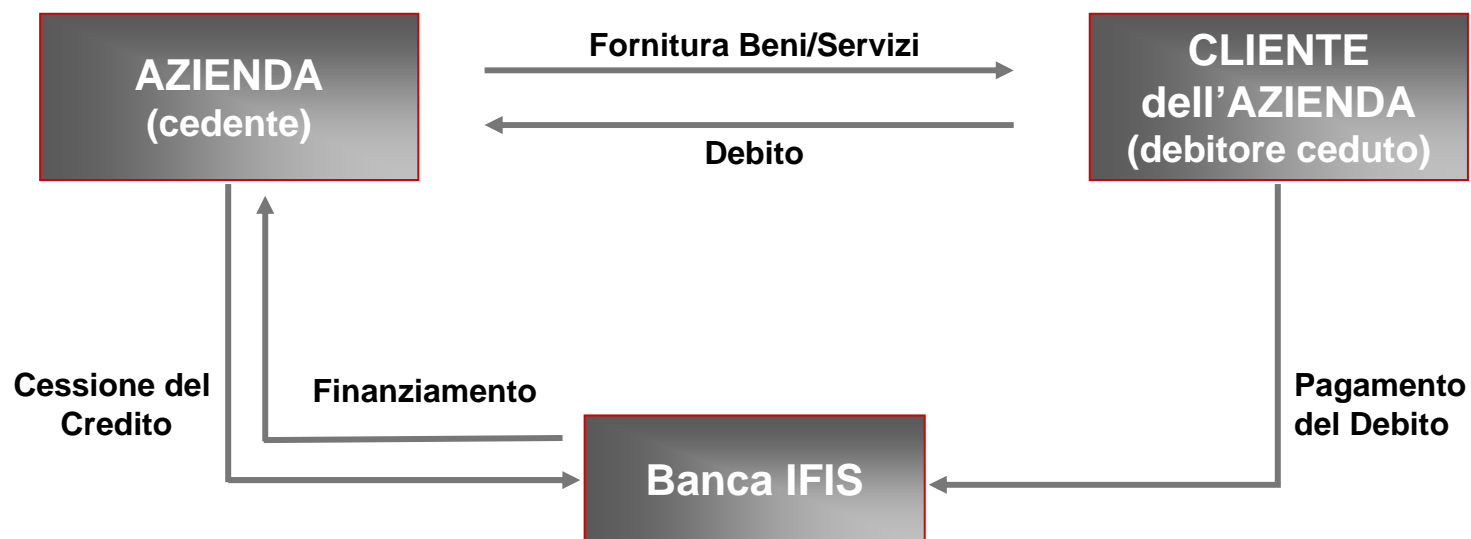 AZIENDA
(cedente)
Fornitura Beni/Servizi
Debito
CLIENTE
dell’AZIENDA
(debitore ceduto)
Cessione del
Credito
Finanziamento
Pagamento
del Debito
Banca IFIS